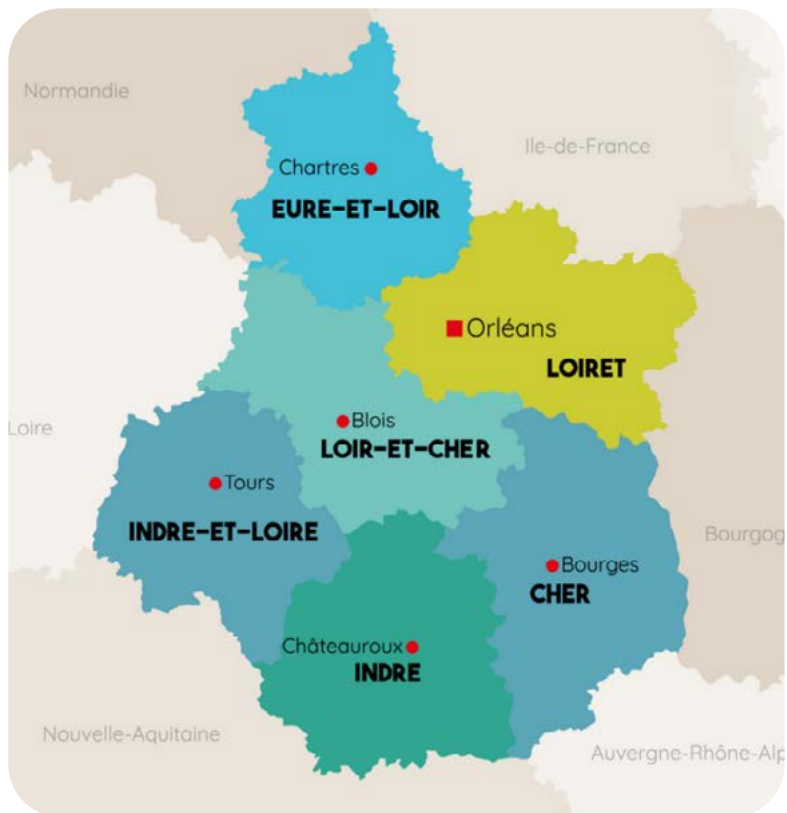 Normandie
Ile-de-France
Chartres
EURE-ET-LOIR
Orléans
LOIRET
Loire
Blois
LOIR-ET-CHER
Tours
INDRE-ET-LOIRE
Bourgog
Bourges
CHER
Châteauroux
INDRE
Nouvelle-Aquitaine
Auvergne-Rhône-Alp